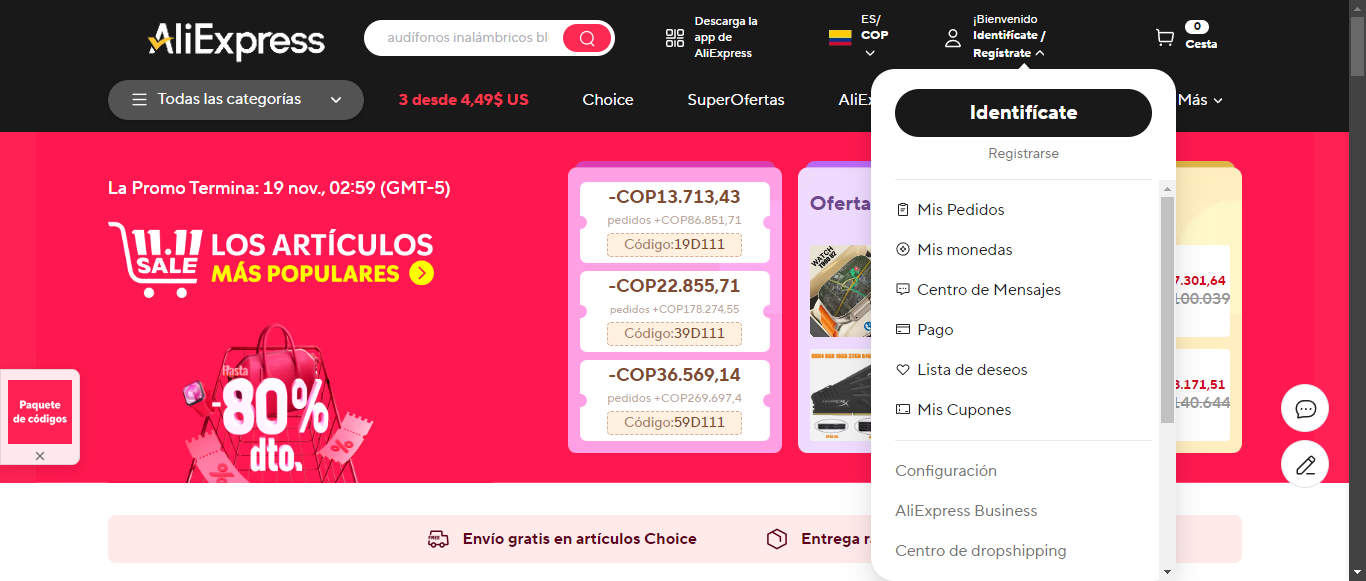 AliExpress
audífonos inalámbricos bl
Descarga la
app de
AliExpress
ES/
COP
¡Bienvenido
Identifícate /
Regístrate
0
Cesta
Todas las categorías
3 desde 4,49$ US
Choice
SuperOfertas
AliEx
Más
Identifícate
Registrarse
Mis Pedidos
Mis monedas
Centro de Mensajes
Pago
Lista de deseos
Mis Cupones
Configuración
AliExpress Business
Centro de dropshipping
La Promo Termina: 19 nov., 02:59 (GMT-5)
11.11
SALE
LOS ARTÍCULOS
MÁS POPULARES
Hasta
-80%
dto.
%
%
Paquete
de códigos
-COP13.713,43
pedidos +COP86.851,71
Código:19D111
-COP22.855,71
pedidos +COP178.274,55
Código:39D111
-COP36.569,14
pedidos +COP269.697,4
Código:59D111
Oferta
WATCH
7.301,64
100.039
3.171,51
140.644
FREE
Envío gratis en artículos Choice
Entrega r